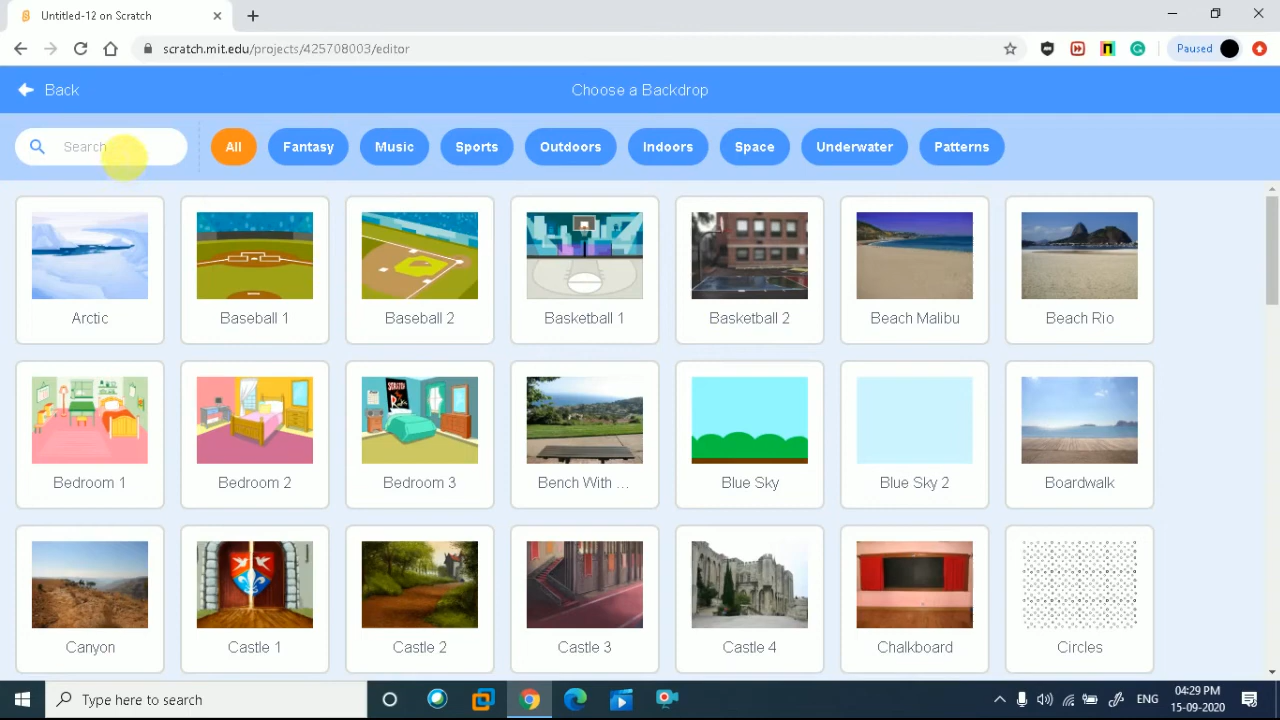 Untitled-12 on Scratch
scratch.mit.edu/projects/425708003/editor
Paused
Back
Choose a Backdrop
Search
All
Fantasy
Music
Sports
Outdoors
Indoors
Space
Underwater
Patterns
Arctic
Baseball 1
Baseball 2
Basketball 1
Basketball 2
Beach Malibu
Beach Rio
Bedroom 1
Bedroom 2
Bedroom 3
Bench With ...
Blue Sky
Blue Sky 2
Boardwalk
Canyon
Castle 1
Castle 2
Castle 3
Castle 4
Chalkboard
Circles
Type here to search
ENG
04:29 PM
15-09-2020